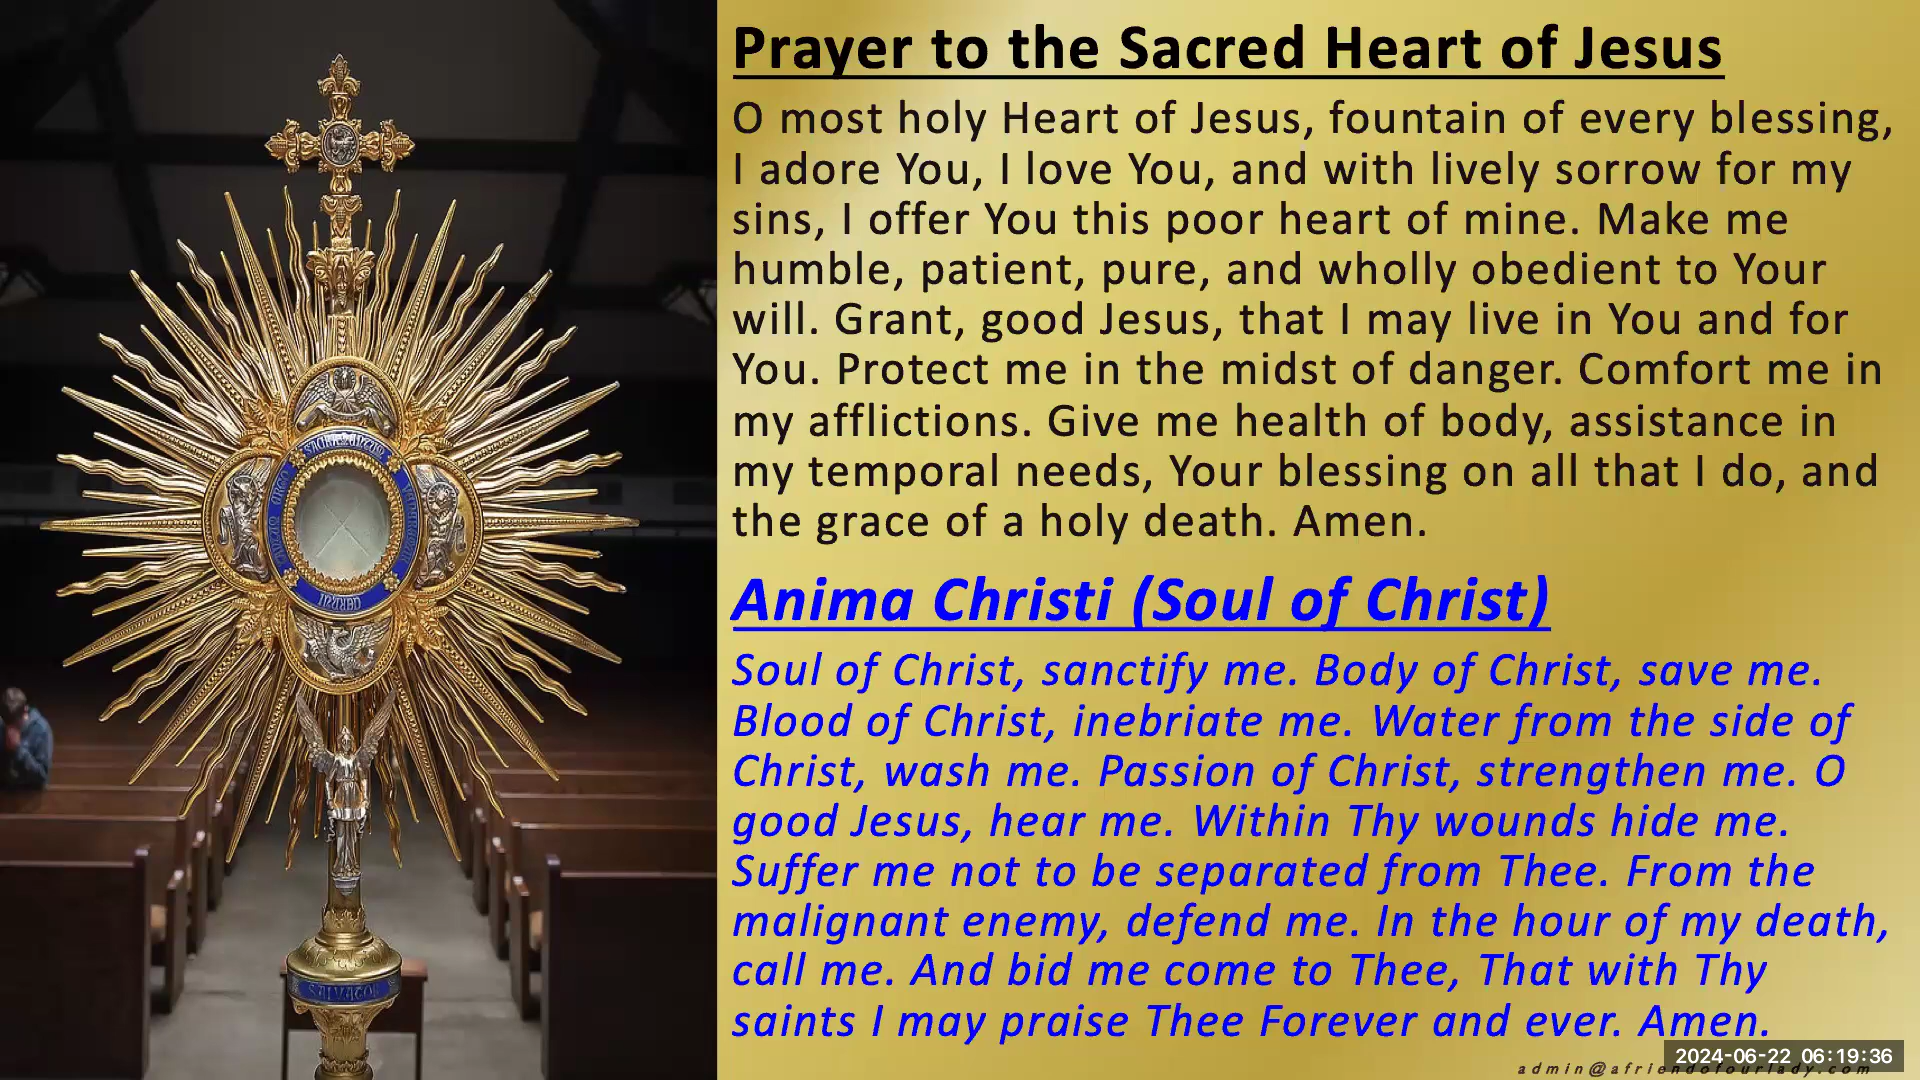 Prayer to the Sacred Heart of Jesus
O most holy Heart of Jesus, fountain of every blessing,
I adore You, I love You, and with lively sorrow for my
sins, I offer You this poor heart of mine. Make me
humble, patient, pure, and wholly obedient to Your
will. Grant, good Jesus, that I may live in You and for
You. Protect me in the midst of danger. Comfort me in
my afflictions. Give me health of body, assistance in
my temporal needs, Your blessing on all that I do, and
the grace of a holy death. Amen.
Anima Christi (Soul of Christ)
Soul of Christ, sanctify me. Body of Christ, save me.
Blood of Christ, inebriate me. Water from the side of
Christ, wash me. Passion of Christ, strengthen me. O
good Jesus, hear me. Within Thy wounds hide me.
Suffer me not to be separated from Thee. From the
malignant enemy, defend me. In the hour of my death,
call me. And bid me come to Thee, That with Thy
saints I may praise Thee Forever and ever. Amen.
2024-06-22 06:19:36
admin@afriendofourlady.com